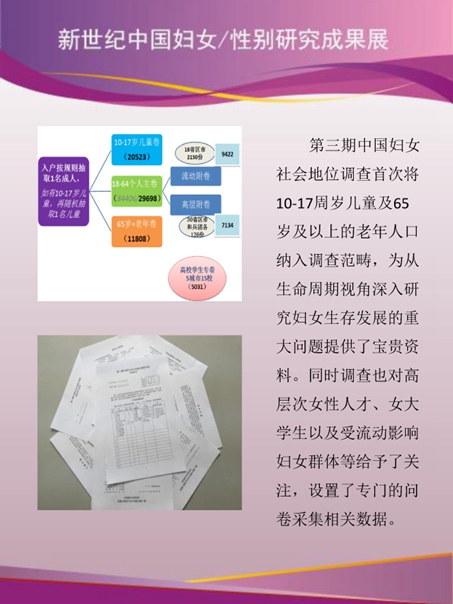 新世纪中国妇女/性别研究成果展
入户按规则抽
取1名成人，
如有10-17岁儿
童，再随机抽
取1名儿童
10-17岁儿童卷
（20523）
18-64个人主卷
29698）
65岁+老年卷
（11808）
18省区市
2150份
9422
流动附卷
高层附卷
和兵团各
120份
7134
高校学生专卷
5城市15校
（5031）
第三期中国妇女
社会地位调查首次将
10-17周岁儿童及65
岁及以上的老年人口
纳入调查范畴，为从
生命周期视角深入研
究妇女生存发展的重
大问题提供了宝贵资
料。同时调查也对高
层次女性人才、女大
学生以及受流动影响
妇女群体等给予了关
注，设置了专门的问
卷采集相关数据。